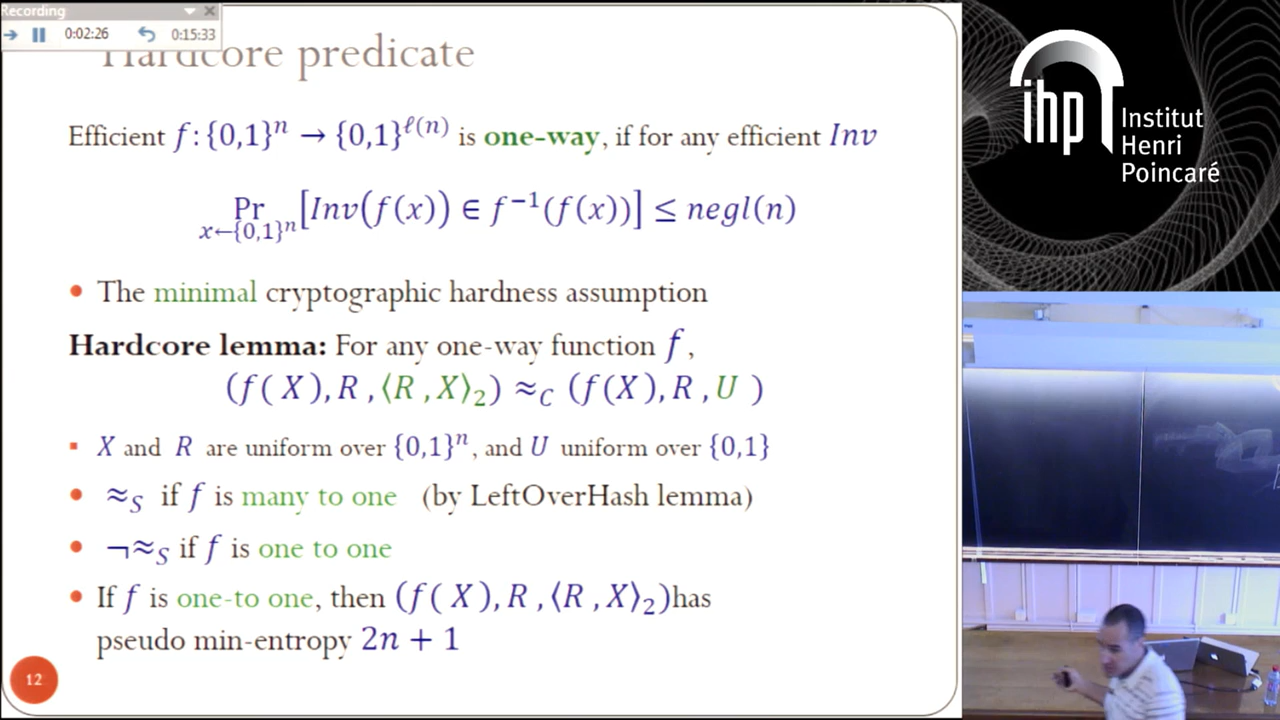 Recording
0:02:26 0:15:33
Hardcore predicate
Efficient f: {0,1}ⁿ → {0,1}^ℓ(n) is one-way, if for any efficient Inv
Pr x←{0,1}ⁿ [Inv(f(x)) ∈ f⁻¹(f(x))] ≤ negl(n)
• The minimal cryptographic hardness assumption
Hardcore lemma: For any one-way function f,
(f(X), R, ⟨R, X⟩₂) ≈_C (f(X), R, U)
▪ X and R are uniform over {0,1}ⁿ, and U uniform over {0,1}
• ≈_S if f is many to one (by LeftOverHash lemma)
• ¬≈_S if f is one to one
• If f is one-to one, then (f(X), R, ⟨R, X⟩₂)has
pseudo min-entropy 2n + 1
12
ihp
Institut
Henri
Poincaré